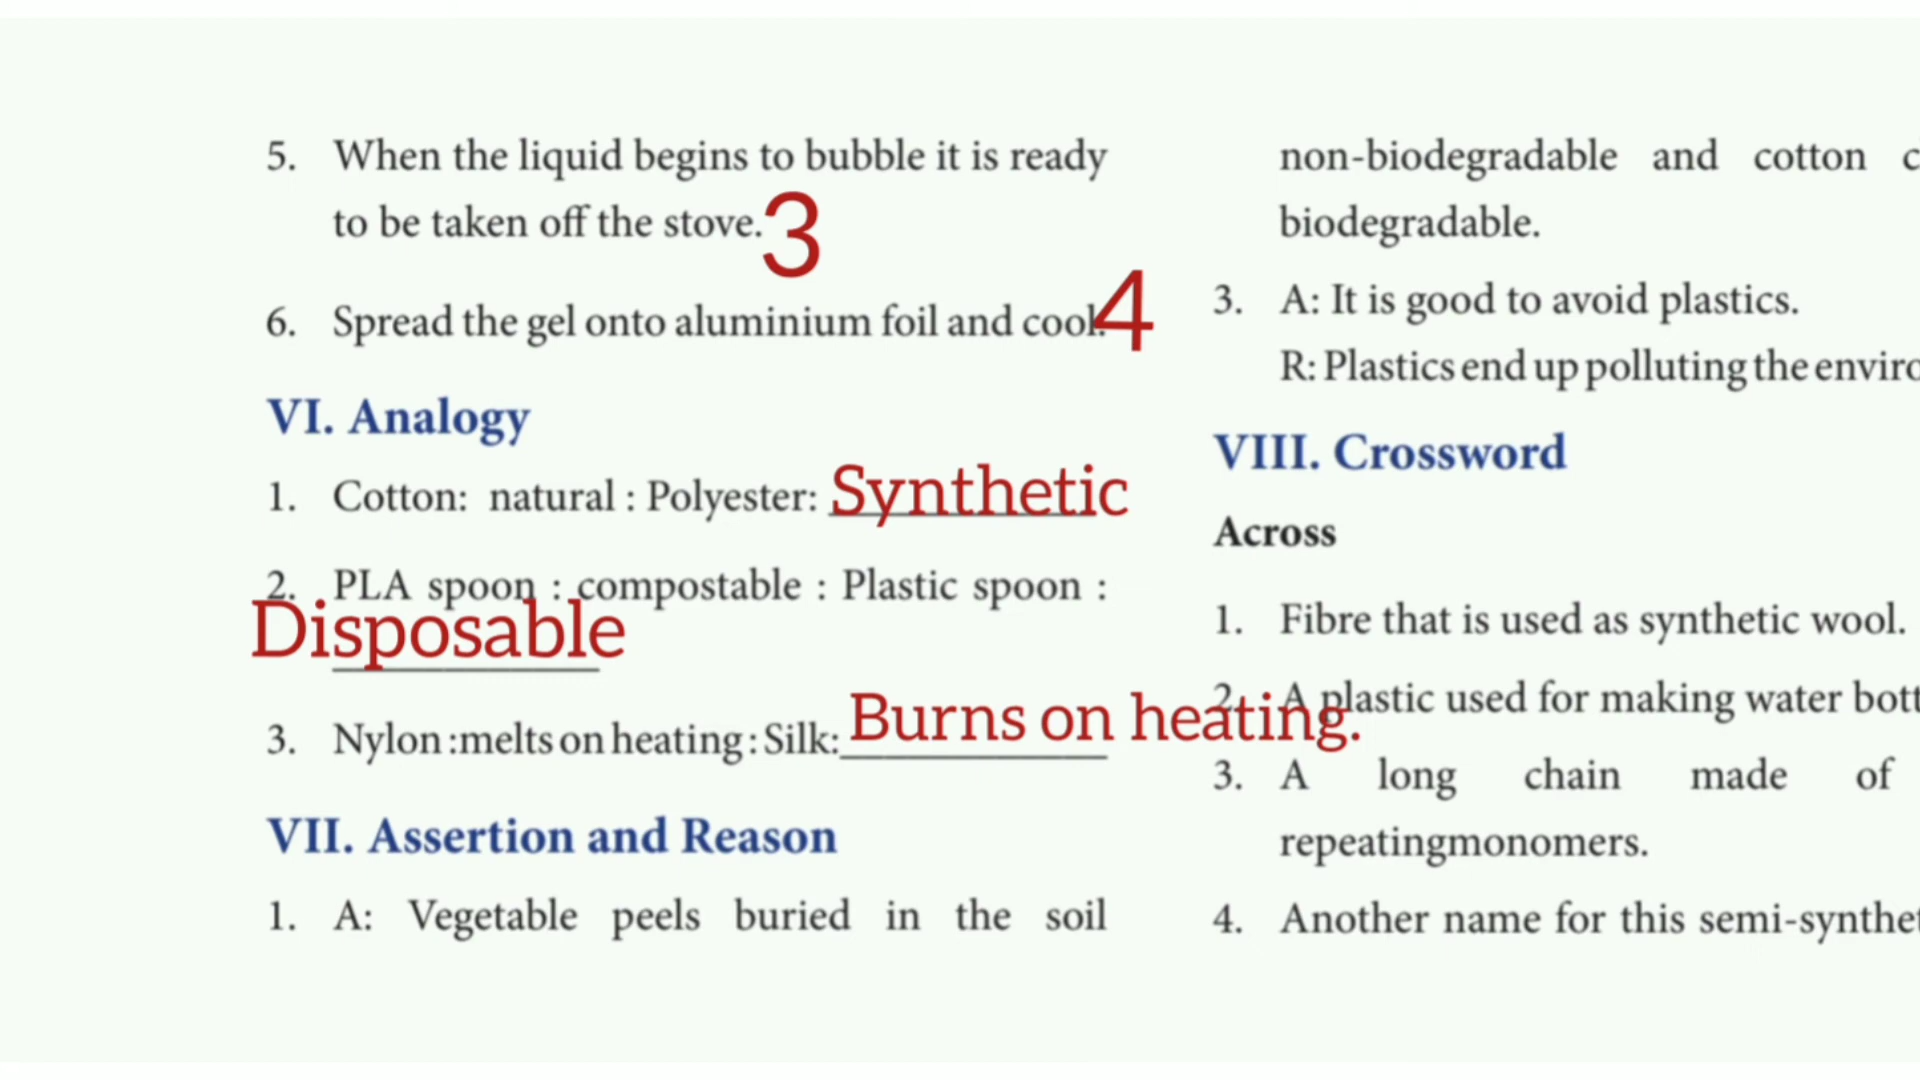 5. When the liquid begins to bubble it is ready
to be taken off the stove. 3
6. Spread the gel onto aluminium foil and cool. 4
VI. Analogy
1. Cotton: natural : Polyester: Synthetic
2. PLA spoon : compostable : Plastic spoon :
Disposable
3. Nylon :melts on heating : Silk: Burns on heating.
VII. Assertion and Reason
1. A: Vegetable peels buried in the soil
non-biodegradable and cotton
biodegradable.
3. A: It is good to avoid plastics.
R: Plastics end up polluting the
VIII. Crossword
Across
1. Fibre that is used as synthetic wool.
2. A plastic used for making water
3. A long chain made of
repeatingmonomers.
4. Another name for this